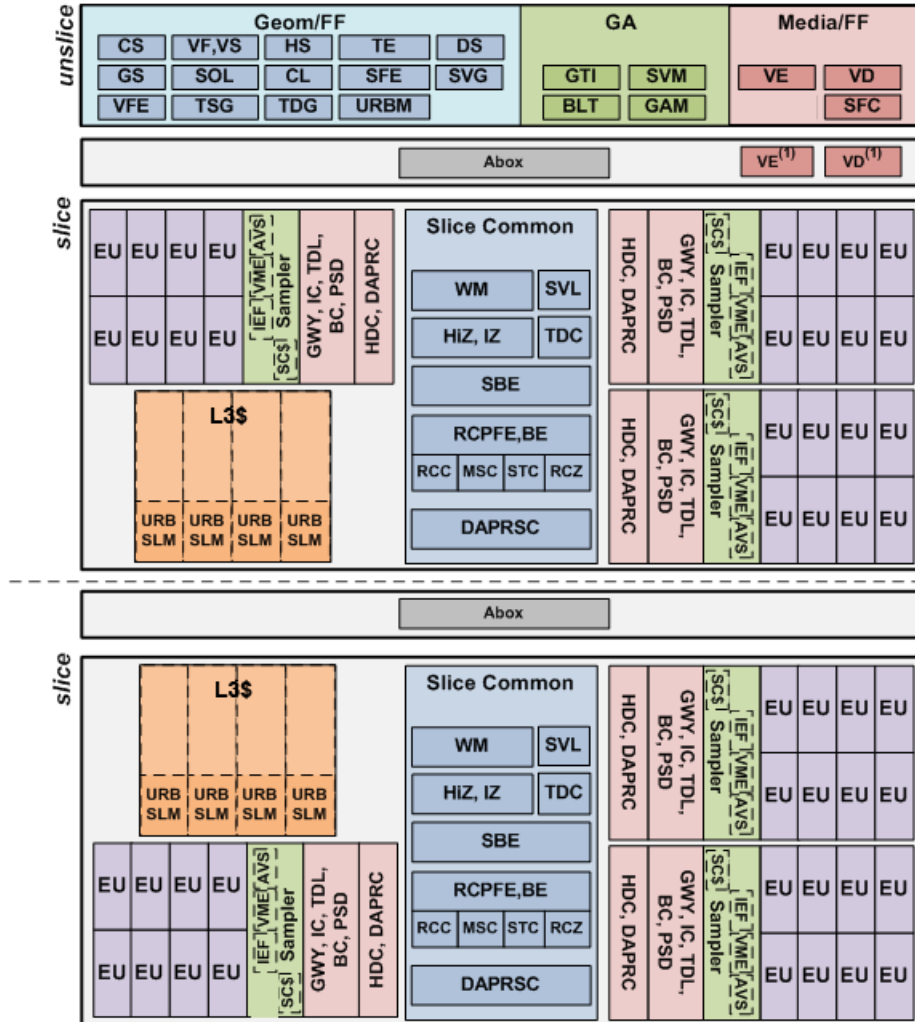 unslice
Geom/FF
GA
Media/FF
CS
VF,VS
HS
TE
DS
GS
SOL
CL
SFE
SVG
VFE
TSG
TDG
URBM
GTI
SVM
BLT
GAM
VE
VD
SFC
Abox
VE(1)
VD(1)
slice
EU EU EU EU
EU EU EU EU
IEF
VME
AVS
SC$
Sampler
GWY, IC, TDL,
BC, PSD
HDC, DAPRC
L3$
URB URB URB URB
SLM SLM SLM SLM
Slice Common
WM
SVL
HiZ, IZ
TDC
SBE
RCPFE,BE
RCC
MSC
STC
RCZ
DAPRSC
HDC, DAPRC
GWY, IC, TDL,
BC, PSD
SC$
Sampler
IEF
VME
AVS
EU EU EU EU
EU EU EU EU
HDC, DAPRC
GWY, IC, TDL,
BC, PSD
SC$
Sampler
IEF
VME
AVS
EU EU EU EU
EU EU EU EU
Abox
slice
L3$
URB URB URB URB
SLM SLM SLM SLM
EU EU EU EU
EU EU EU EU
IEF
VME
AVS
SC$
Sampler
GWY, IC, TDL,
BC, PSD
HDC, DAPRC
Slice Common
WM
SVL
HiZ, IZ
TDC
SBE
RCPFE,BE
RCC
MSC
STC
RCZ
DAPRSC
HDC, DAPRC
GWY, IC, TDL,
BC, PSD
SC$
Sampler
IEF
VME
AVS
EU EU EU EU
EU EU EU EU
HDC, DAPRC
GWY, IC, TDL,
BC, PSD
SC$
Sampler
IEF
VME
AVS
EU EU EU EU
EU EU EU EU